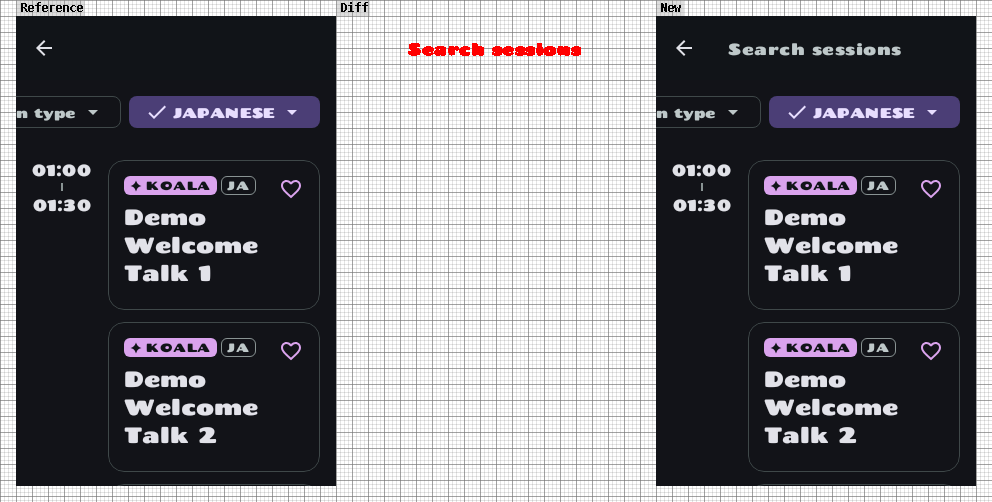 Reference
n type
JAPANESE
01:00
01:30
KOALA
JA
Demo
Welcome
Talk 1
KOALA
JA
Demo
Welcome
Talk 2
Diff
Search sessions
New
Search sessions
n type
JAPANESE
01:00
01:30
KOALA
JA
Demo
Welcome
Talk 1
KOALA
JA
Demo
Welcome
Talk 2